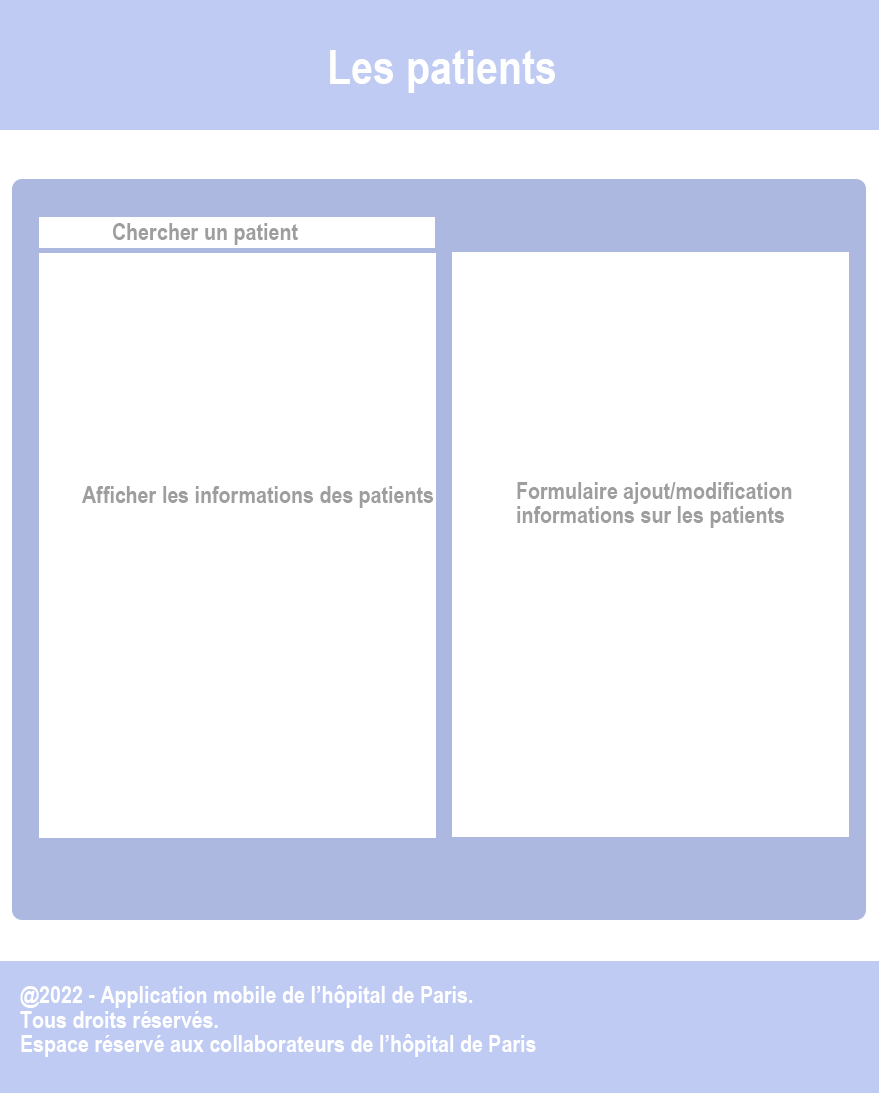 Les patients
Chercher un patient
Afficher les informations des patients
Formulaire ajout/modification
informations sur les patients
@2022 - Application mobile de l’hôpital de Paris.
Tous droits réservés.
Espace réservé aux collaborateurs de l’hôpital de Paris